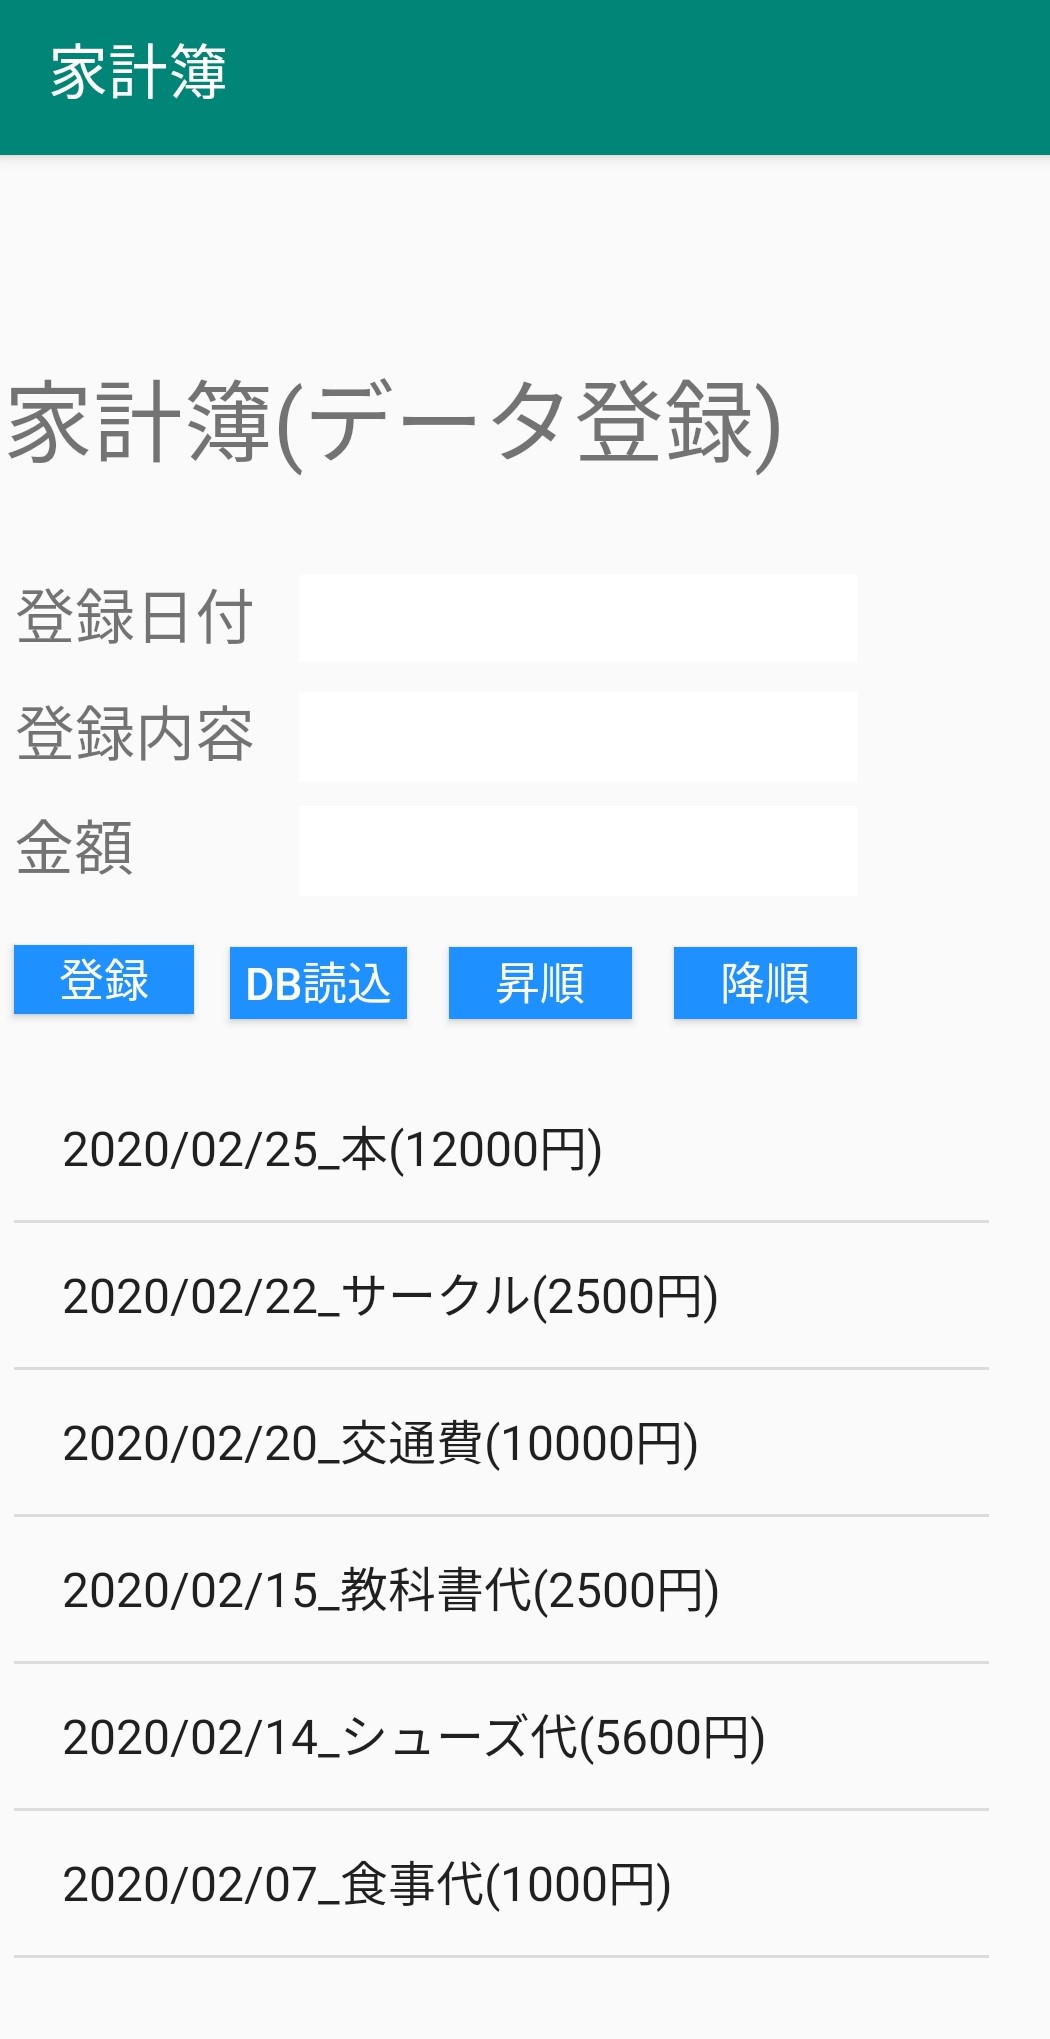 家計簿
家計簿(データ登録)
登録日付
登録内容
金額
登録 DB読込 昇順 降順
2020/02/25_本(12000円)
2020/02/22_サークル(2500円)
2020/02/20_交通費(10000円)
2020/02/15_教科書代(2500円)
2020/02/14_シューズ代(5600円)
2020/02/07_食事代(1000円)